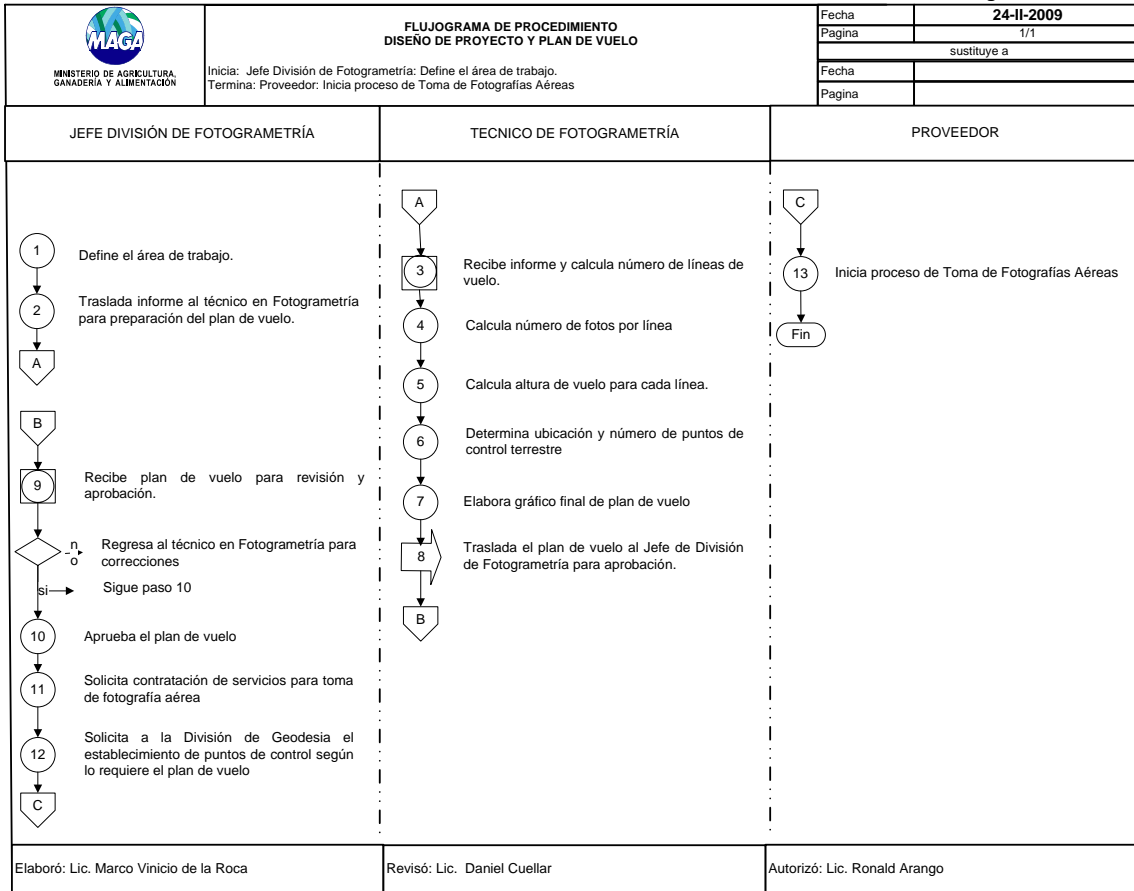 MAGA
MINISTERIO DE AGRICULTURA,
GANADERÍA Y ALIMENTACIÓN
FLUJOGRAMA DE PROCEDIMIENTO
DISEÑO DE PROYECTO Y PLAN DE VUELO
Inicia: Jefe División de Fotogrametría: Define el área de trabajo.
Termina: Proveedor: Inicia proceso de Toma de Fotografías Aéreas
Fecha 24-II-2009
Pagina 1/1
sustituye a
Fecha
Pagina
JEFE DIVISIÓN DE FOTOGRAMETRÍA
TECNICO DE FOTOGRAMETRÍA
PROVEEDOR
1 Define el área de trabajo.
2 Traslada informe al técnico en Fotogrametría
para preparación del plan de vuelo.
A
B
9 Recibe plan de vuelo para revisión y
aprobación.
n
o
Regresa al técnico en Fotogrametría para
correcciones
si Sigue paso 10
10 Aprueba el plan de vuelo
11 Solicita contratación de servicios para toma
de fotografía aérea
12 Solicita a la División de Geodesia el
establecimiento de puntos de control según
lo requiere el plan de vuelo
C
A
3 Recibe informe y calcula número de líneas de
vuelo.
4 Calcula número de fotos por línea
5 Calcula altura de vuelo para cada línea.
6 Determina ubicación y número de puntos de
control terrestre
7 Elabora gráfico final de plan de vuelo
8 Traslada el plan de vuelo al Jefe de División
de Fotogrametría para aprobación.
B
C
13 Inicia proceso de Toma de Fotografías Aéreas
Fin
Elaboró: Lic. Marco Vinicio de la Roca
Revisó: Lic. Daniel Cuellar
Autorizó: Lic. Ronald Arango